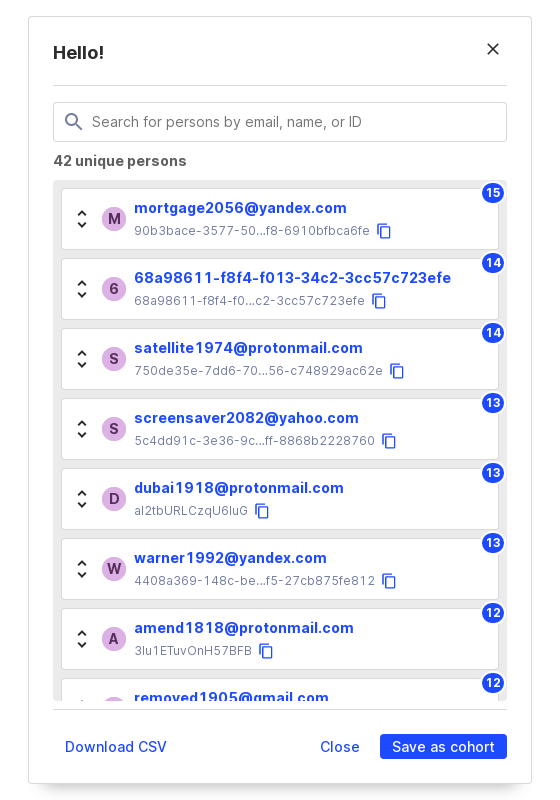 Hello!
Search for persons by email, name, or ID
42 unique persons
15
M
mortgage2056@yandex.com
90b3bace-3577-50...f8-6910bfbca6fe
14
6
68a98611-f8f4-f013-34c2-3cc57c723efe
68a98611-f8f4-f0...c2-3cc57c723efe
14
S
satellite1974@protonmail.com
750de35e-7dd6-70...56-c748929ac62e
13
S
screensaver2082@yahoo.com
5c4dd91c-3e36-9c...ff-8868b2228760
13
D
dubai1918@protonmail.com
aI2tbURLCzqU6IuG
13
W
warner1992@yandex.com
4408a369-148c-be...f5-27cb875fe812
12
A
amend1818@protonmail.com
3Iu1ETuvOnH57BFB
12
removed1905@gmail.com
Download CSV
Close
Save as cohort